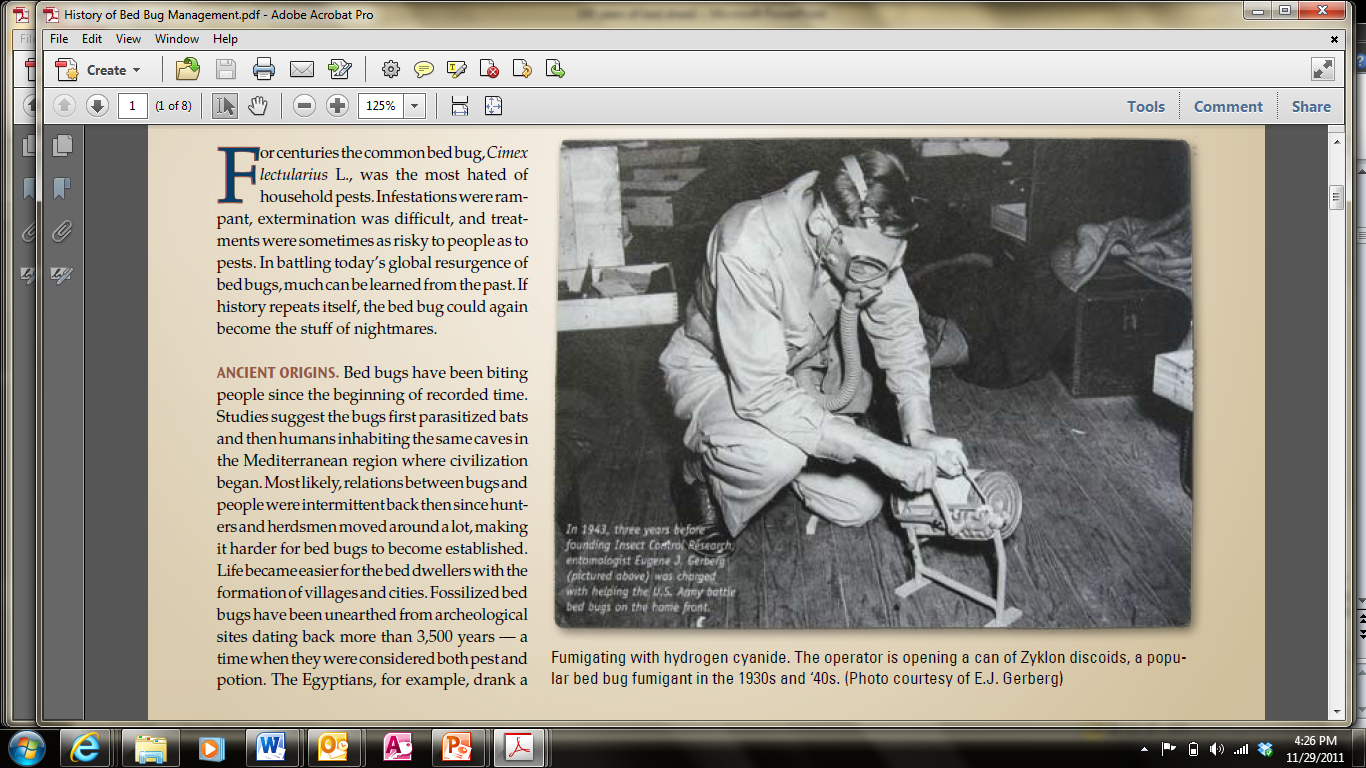 History of Bed Bug Management.pdf - Adobe Acrobat Pro
File Edit View Window Help
Create
1 (1 of 8) 125% Tools Comment Share
For centuries the common bed bug, Cimex
lectularius L., was the most hated of
household pests. Infestations were ram-
pant, extermination was difficult, and treat-
ments were sometimes as risky to people as to
pests. In battling today's global resurgence of
bed bugs, much can be learned from the past. If
history repeats itself, the bed bug could again
become the stuff of nightmares.
ANCIENT ORIGINS. Bed bugs have been biting
people since the beginning of recorded time.
Studies suggest the bugs first parasitized bats
and then humans inhabiting the same caves in
the Mediterranean region where civilization
began. Most likely, relations between bugs and
people were intermittent back then since hunt-
ers and herdsmen moved around a lot, making
it harder for bed bugs to become established.
Life became easier for the bed dwellers with the
formation of villages and cities. Fossilized bed
bugs have been unearthed from archeological
sites dating back more than 3,500 years — a
time when they were considered both pest and
potion. The Egyptians, for example, drank a
In 1943, three years before
founding Insect Control Research,
entomologist Eugene J. Gerberg
(pictured above) was charged
with helping the U.S. Army battle
bed bugs on the home front.
Fumigating with hydrogen cyanide. The operator is opening a can of Zyklon discoids, a popu-
lar bed bug fumigant in the 1930s and '40s. (Photo courtesy of E.J. Gerberg)
4:26 PM
11/29/2011